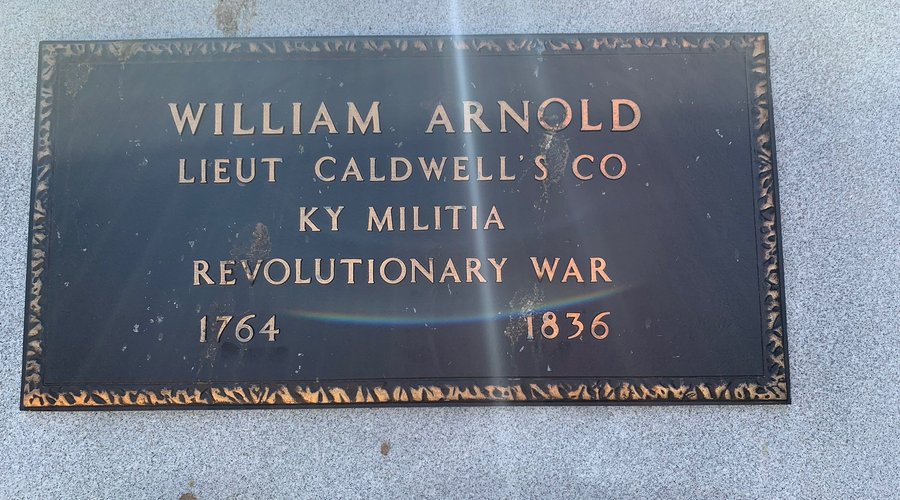 WILLIAM ARNOLD
LIEUT CALDWELL'S CO
KY MILITIA
REVOLUTIONARY WAR
1764 1836